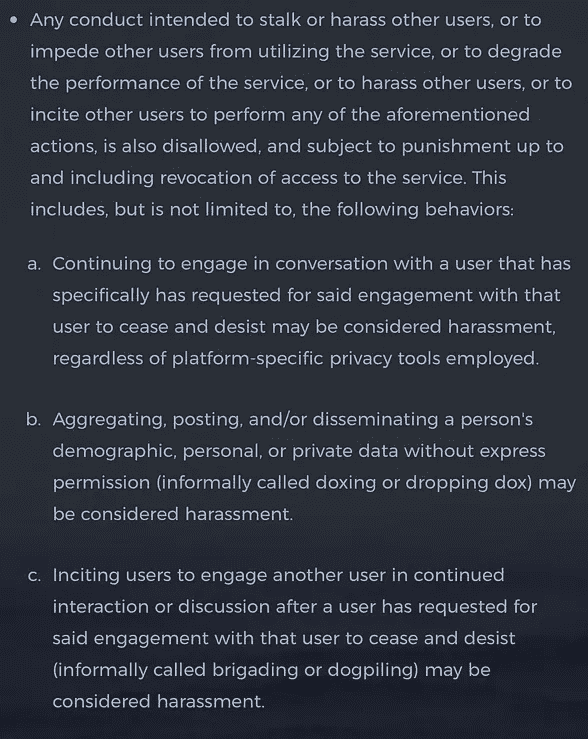 • Any conduct intended to stalk or harass other users, or to
impede other users from utilizing the service, or to degrade
the performance of the service, or to harass other users, or to
incite other users to perform any of the aforementioned
actions, is also disallowed, and subject to punishment up to
and including revocation of access to the service. This
includes, but is not limited to, the following behaviors:
a. Continuing to engage in conversation with a user that has
specifically has requested for said engagement with that
user to cease and desist may be considered harassment,
regardless of platform-specific privacy tools employed.
b. Aggregating, posting, and/or disseminating a person's
demographic, personal, or private data without express
permission (informally called doxing or dropping dox) may
be considered harassment.
c. Inciting users to engage another user in continued
interaction or discussion after a user has requested for
said engagement with that user to cease and desist
(informally called brigading or dogpiling) may be
considered harassment.